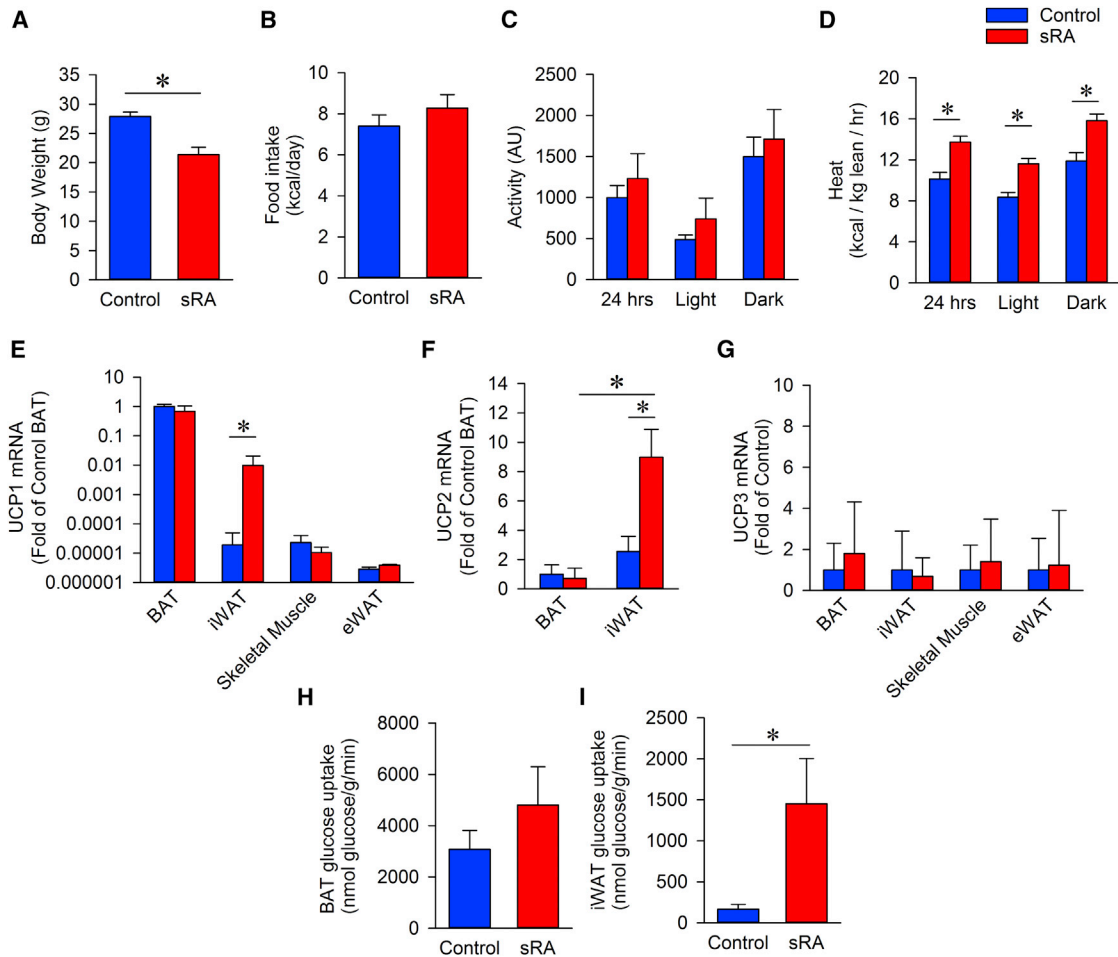 A
B
C
D
Control
sRA
Body Weight (g)
35
30
25
20
15
10
5
0
*
Control
sRA
Food intake
(kcal/day)
10
8
6
4
2
0
Control
sRA
Activity (AU)
2500
2000
1500
1000
500
0
24 hrs
Light
Dark
Heat
(kcal / kg lean / hr)
20
16
12
8
4
0
*
*
*
24 hrs
Light
Dark
E
F
G
UCP1 mRNA
(Fold of Conrol BAT)
10
1
0.1
0.01
0.001
0.0001
0.00001
0.000001
*
BAT
iWAT
Skeletal Muscle
eWAT
UCP2 mRNA
(Fold of Control BAT)
14
12
10
8
6
4
2
0
*
*
BAT
iWAT
UCP3 mRNA
(Fold of Control)
10
8
6
4
2
0
BAT
iWAT
Skeletal Muscle
eWAT
H
I
BAT glucose uptake
(nmol glucose/g/min)
8000
6000
4000
2000
0
Control
sRA
iWAT glucose uptake
(nmol glucose/g/min)
2500
2000
1500
1000
500
0
*
Control
sRA